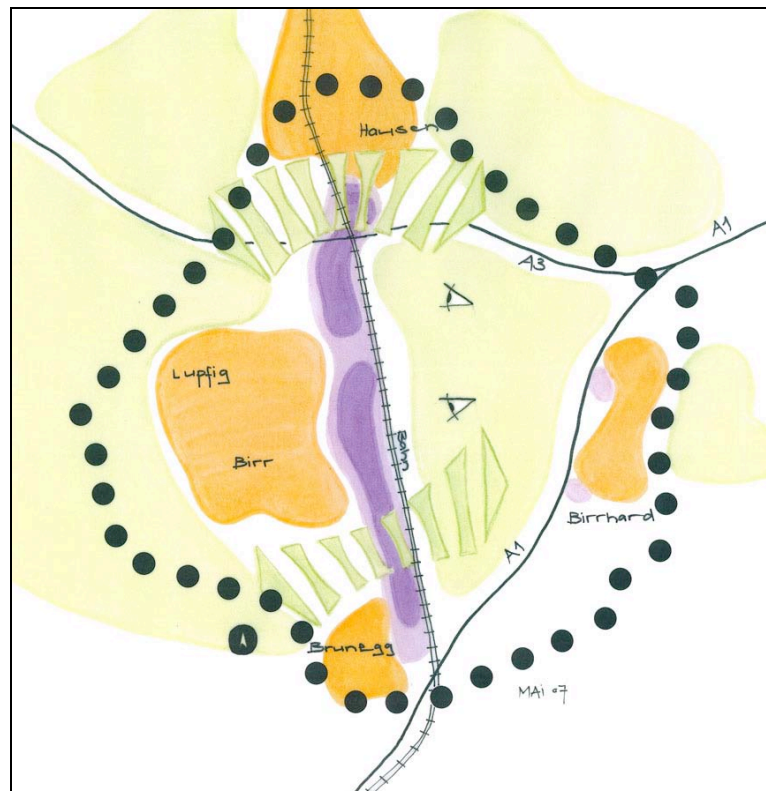 Hausen
A1
A3
Lupfig
Birr
Bahn
Birrhard
A1
Brunegg
MAI 07